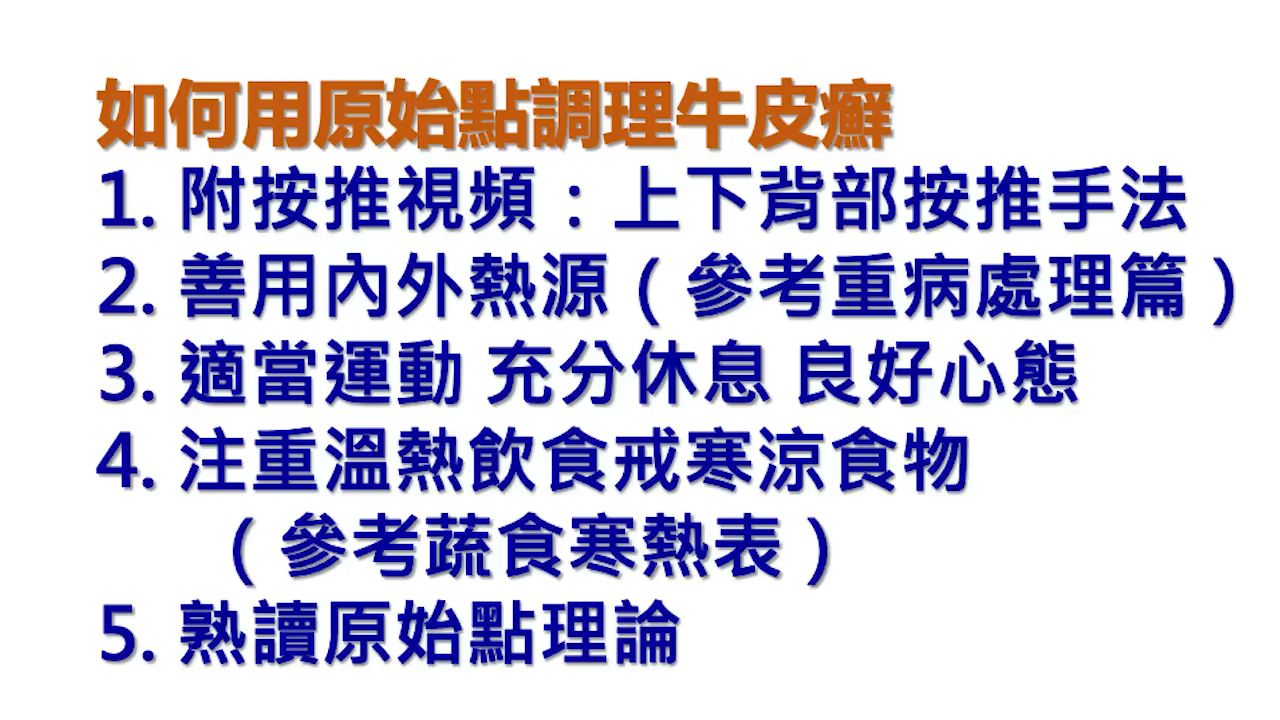 如何用原始點調理牛皮癬
1. 附按推視頻：上下背部按推手法
2. 善用內外熱源（參考重病處理篇）
3. 適當運動 充分休息 良好心態
4. 注重溫熱飲食戒寒涼食物
（參考蔬食寒熱表）
5. 熟讀原始點理論